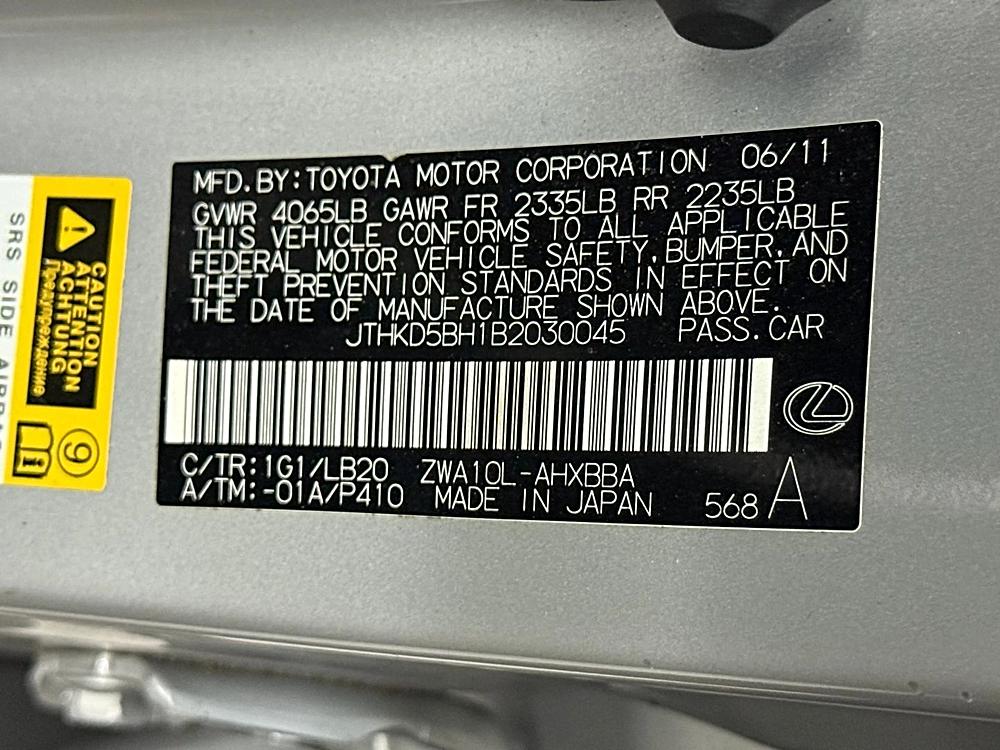 MFD.BY:TOYOTA MOTOR CORPORATION 06/11
GVWR 4065LB GAWR FR 2335LB RR 2235LB
THIS VEHICLE CONFORMS TO ALL APPLICABLE
FEDERAL MOTOR VEHICLE SAFETY,BUMPER,AND
THEFT PREVENTION STANDARDS IN EFFECT ON
THE DATE OF MANUFACTURE SHOWN ABOVE.
JTHKD5BH1B2030045 PASS.CAR
C/TR:1G1/LB20 ZWA10L-AHXBBA
A/TM:-01A/P410 MADE IN JAPAN 568 A
CAUTION
ATTENTION
ACHTUNG
Предупреждение
9
SRS SIDE AIRBAG